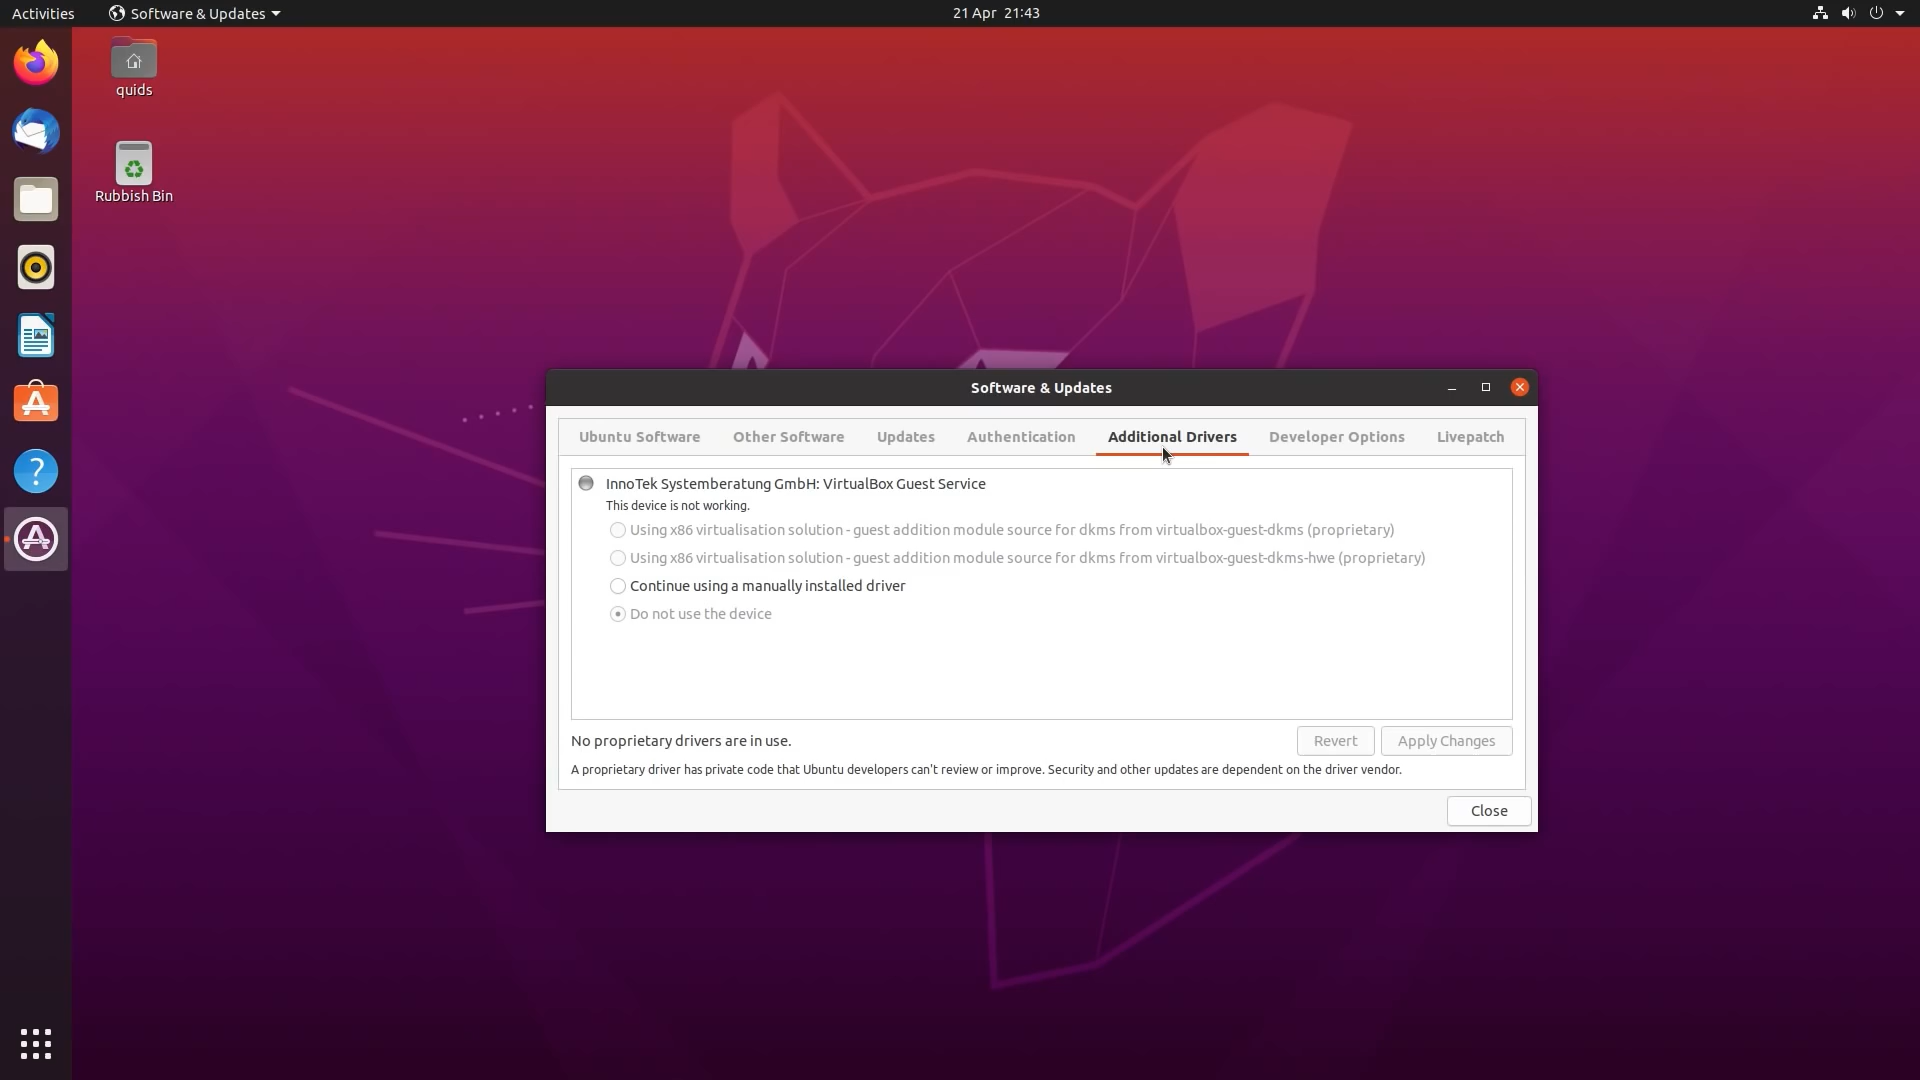 Activities
Software & Updates
21 Apr 21:43
quids
Rubbish Bin
Software & Updates
Ubuntu Software
Other Software
Updates
Authentication
Additional Drivers
Developer Options
Livepatch
InnoTek Systemberatung GmbH: VirtualBox Guest Service
This device is not working.
Using x86 virtualisation solution - guest addition module source for dkms from virtualbox-guest-dkms (proprietary)
Using x86 virtualisation solution - guest addition module source for dkms from virtualbox-guest-dkms-hwe (proprietary)
Continue using a manually installed driver
Do not use the device
No proprietary drivers are in use.
Revert
Apply Changes
A proprietary driver has private code that Ubuntu developers can't review or improve. Security and other updates are dependent on the driver vendor.
Close